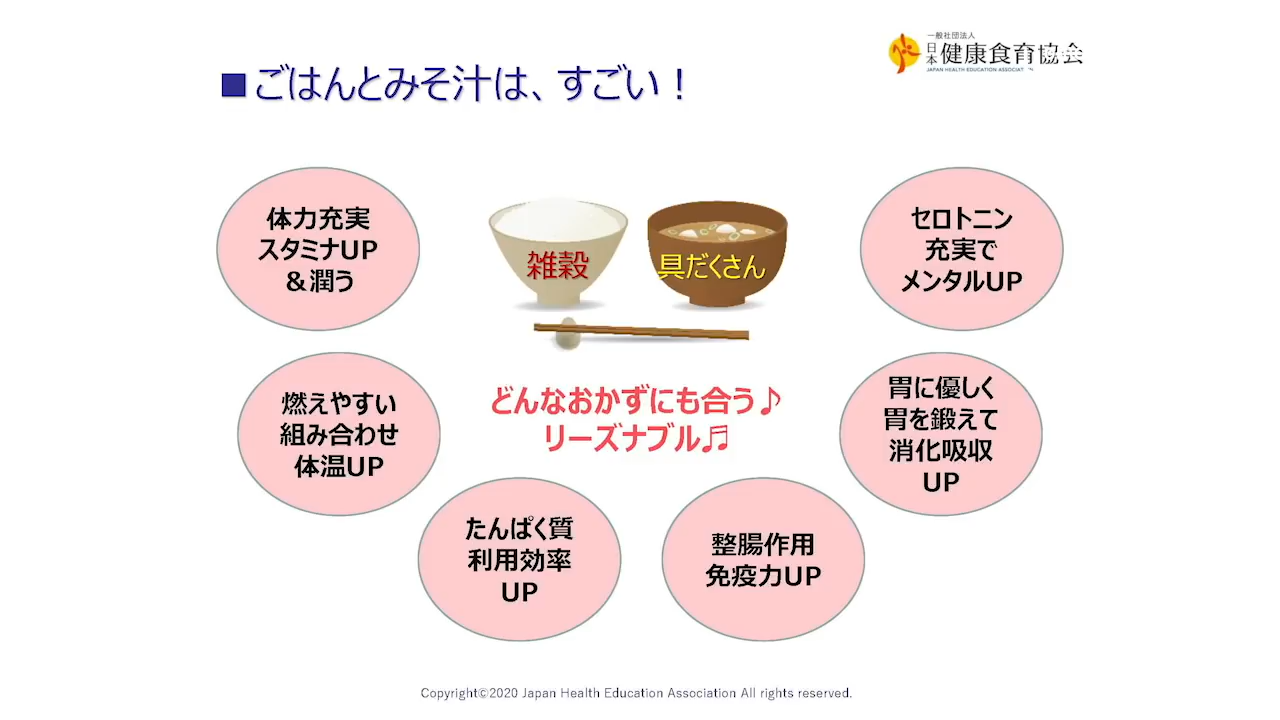 一般社団法人
日本 健康食育協会
JAPAN HEALTH EDUCATION ASSOCIATION
■ごはんとみそ汁は、すごい！
体力充実
スタミナUP
＆潤う
雑穀
具だくさん
セロトニン
充実で
メンタルUP
燃えやすい
組み合わせ
体温UP
どんなおかずにも合う♪
リーズナブル♬
胃に優しく
胃を鍛えて
消化吸収
UP
たんぱく質
利用効率
UP
整腸作用
免疫力UP
Copyright©2020 Japan Health Education Association All rights reserved.